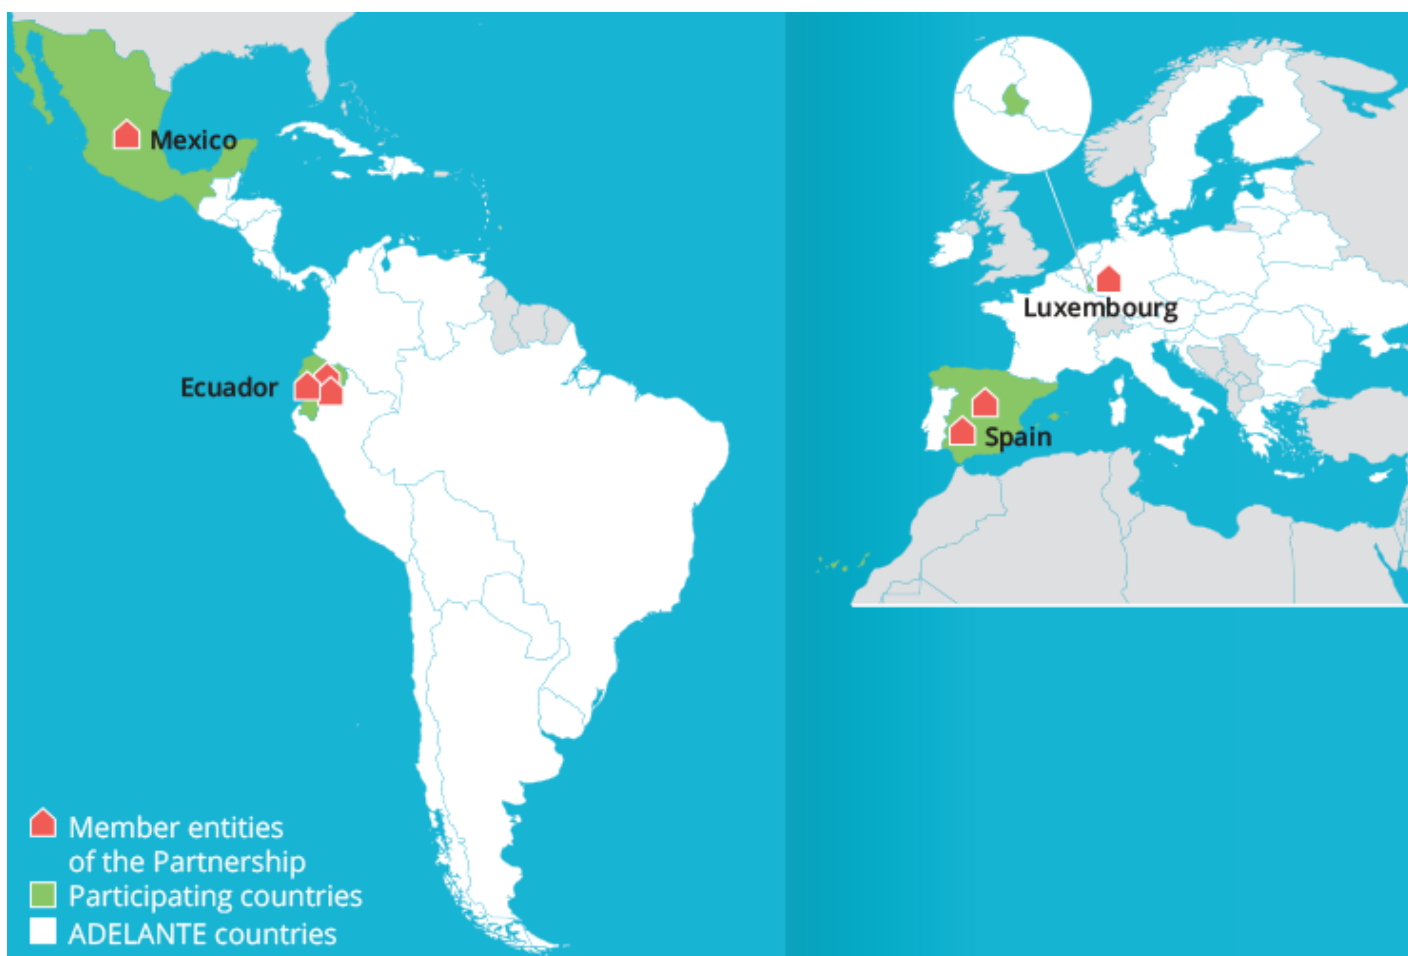 Mexico
Ecuador
Luxembourg
Spain
Member entities
of the Partnership
Participating countries
ADELANTE countries